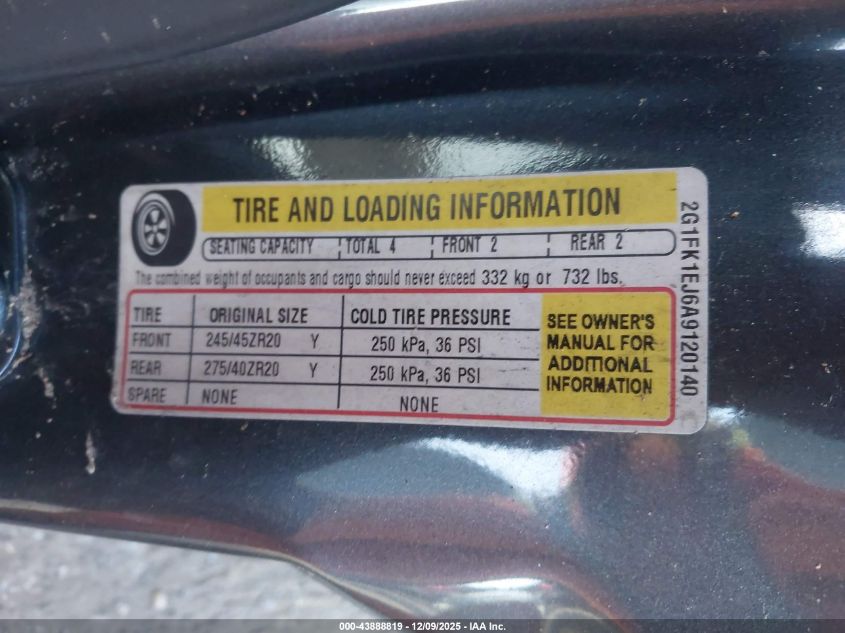 TIRE AND LOADING INFORMATION
SEATING CAPACITY TOTAL 4 FRONT 2 REAR 2
The combined weight of occupants and cargo should never exceed 332 kg or 732 lbs.
TIRE ORIGINAL SIZE COLD TIRE PRESSURE
FRONT 245/45ZR20 Y 250 kPa, 36 PSI
REAR 275/40ZR20 Y 250 kPa, 36 PSI
SPARE NONE NONE
SEE OWNER'S
MANUAL FOR
ADDITIONAL
INFORMATION
2G1FK1EJ6A9120140
000-43888819 - 12/09/2025 - IAA Inc.